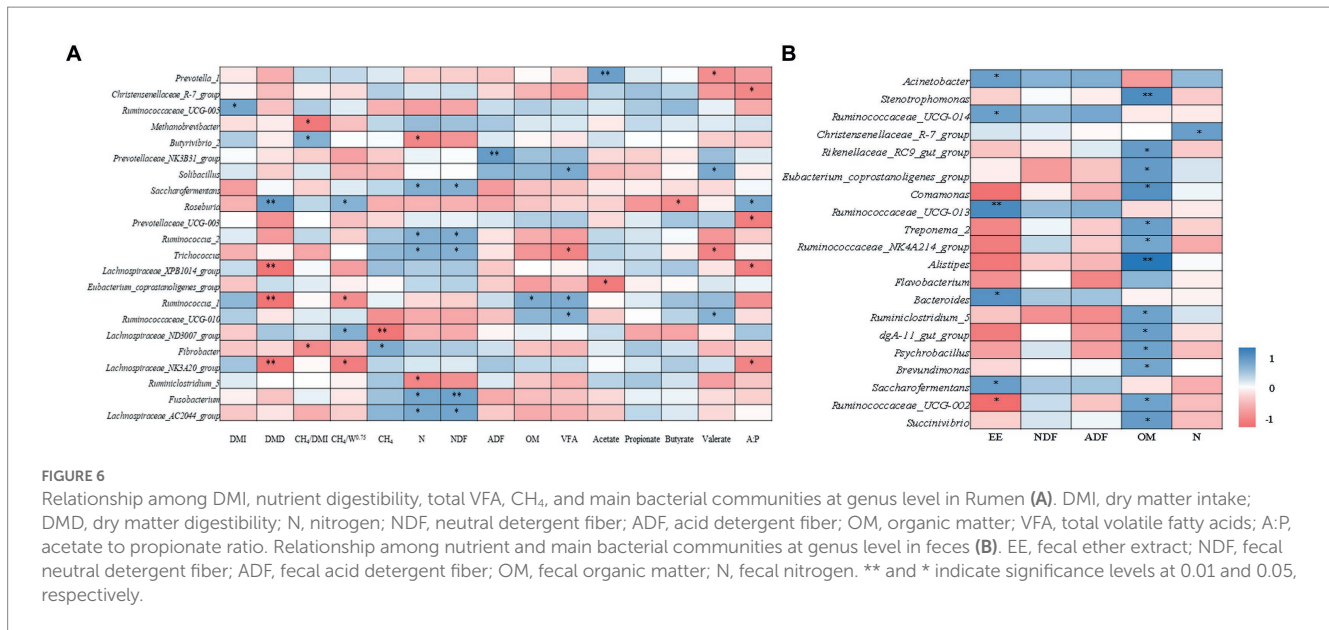 A
Prevotella_1
Christensenellaceae_R-7_group
Ruminococcaceae_UCG-005
Methanobrevibacter
Butyrivibrio_2
Prevotellaceae_NK3B31_group
Solibacillus
Saccharofermentans
Roseburia
Prevotellaceae_UCG-003
Ruminococcus_2
Trichococcus
Lachnospiraceae_XPB1014_group
Eubacterium_coprostanoligenes_group
Ruminococcus_1
Ruminococcaceae_UCG-010
Lachnospiraceae_ND3007_group
Fibrobacter
Lachnospiraceae_NK3A20_group
Ruminiclostridium_5
Fusobacterium
Lachnospiraceae_AC2044_group
** *
*
*
*
* *
**
* *
* *
** * * *
*
* *
* * * *
** *
*
** * * *
* *
* **
* *
** * *
*
* **
* *
DMI DMD CH₄/DMI CH₄/W⁰·⁷⁵ CH₄ N NDF ADF OM VFA Acetate Propionate Butyrate Valerate A:P
B
Acinetobacter
Stenotrophomonas
Ruminococcaceae_UCG-014
Christensenellaceae_R-7_group
Rikenellaceae_RC9_gut_group
Eubacterium_coprostanoligenes_group
Comamonas
Ruminococcaceae_UCG-013
Treponema_2
Ruminococcaceae_NK4A214_group
Alistipes
Flavobacterium
Bacteroides
Ruminiclostridium_5
dgA-11_gut_group
Psychrobacillus
Brevundimonas
Saccharofermentans
Ruminococcaceae_UCG-002
Succinivibrio
*
**
*
*
*
*
*
**
*
*
**
*
*
*
*
*
*
* *
*
EE NDF ADF OM N
1
0
-1
FIGURE 6
Relationship among DMI, nutrient digestibility, total VFA, CH₄, and main bacterial communities at genus level in Rumen (A). DMI, dry matter intake;
DMD, dry matter digestibility; N, nitrogen; NDF, neutral detergent fiber; ADF, acid detergent fiber; OM, organic matter; VFA, total volatile fatty acids; A:P,
acetate to propionate ratio. Relationship among nutrient and main bacterial communities at genus level in feces (B). EE, fecal ether extract; NDF, fecal
neutral detergent fiber; ADF, fecal acid detergent fiber; OM, fecal organic matter; N, fecal nitrogen. ** and * indicate significance levels at 0.01 and 0.05,
respectively.